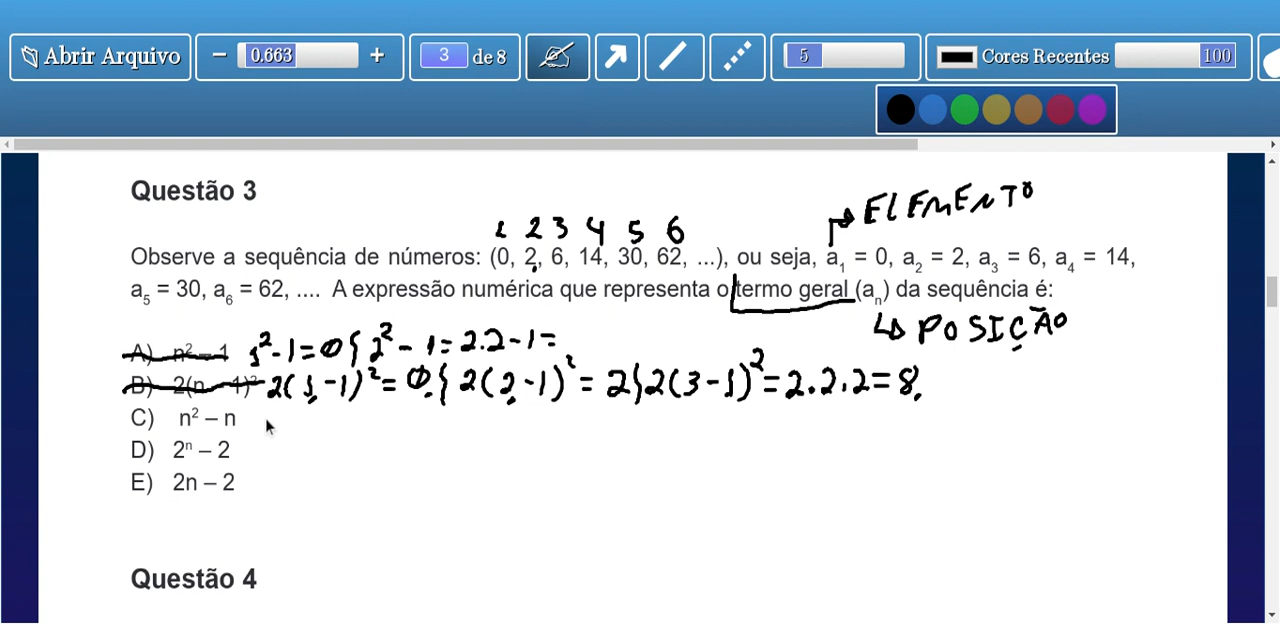 Abrir Arquivo − 0.663 + 3 de 8 5 Cores Recentes 100
Questão 3
ELEMENTO
1 2 3 4 5 6
Observe a sequência de números: (0, 2, 6, 14, 30, 62, ...), ou seja, a₁ = 0, a₂ = 2, a₃ = 6, a₄ = 14,
a₅ = 30, a₆ = 62, .... A expressão numérica que representa o termo geral (aₙ) da sequência é:
POSIÇÃO
A) n² – 1 1² - 1 = 0 { 2² - 1 = 2.2 - 1 =
B) 2(n – 1)² 2(1 - 1)² = 0. { 2(2 - 1)² = 2 } 2(3 - 1)² = 2.2.2 = 8.
C) n² – n
D) 2ⁿ – 2
E) 2n – 2
Questão 4